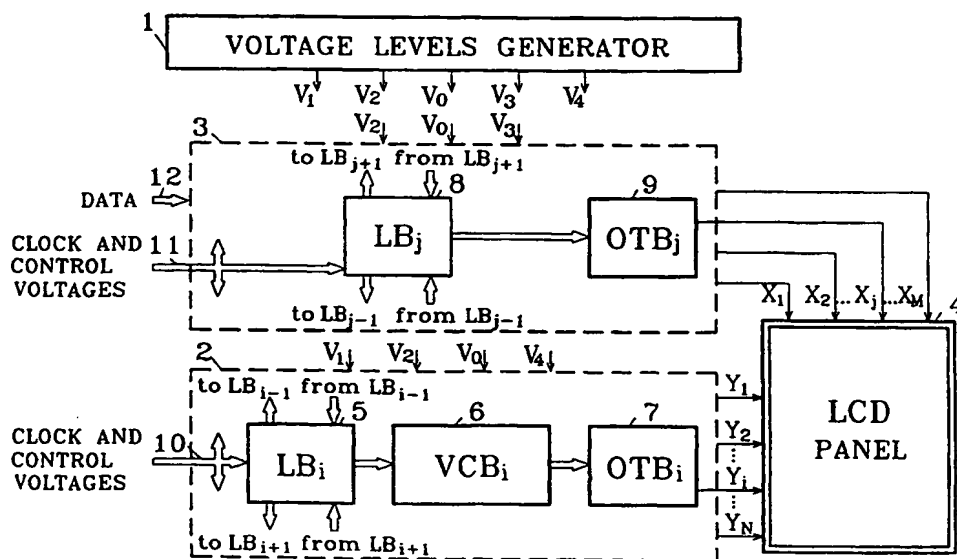 1
VOLTAGE LEVELS GENERATOR
V1 V2 V0 V3 V4
V2 V0 V3
3
to LBj+1 from LBj+1
12
8
9
DATA
LBj
OTBj
11
CLOCK AND
CONTROL
VOLTAGES
to LBj-1 from LBj-1
X1 X2 ... Xj ... XM
4
2
V1 V2 V0 V4
to LBi-1 from LBi-1
5
6
7
Y1
CLOCK AND
CONTROL
VOLTAGES
10
LBi
VCBi
OTBi
Y2
Yi
YN
LCD
PANEL
to LBi+1 from LBi+1